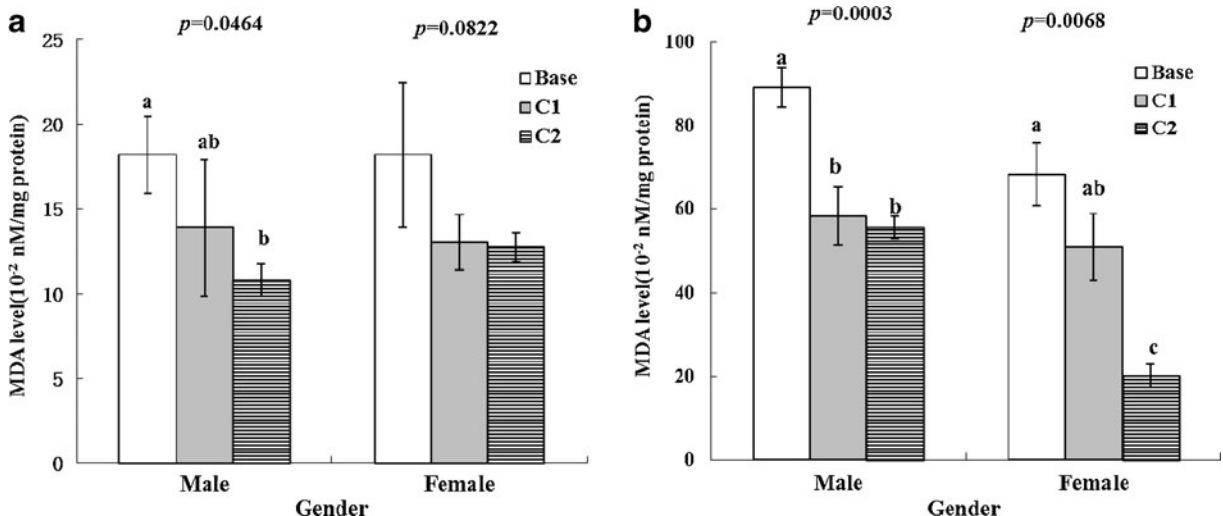 a
p=0.0464
p=0.0822
25
20
15
10
5
0
MDA level(10⁻² nM/mg protein)
Base
C1
C2
a
ab
b
Male
Female
Gender
b
p=0.0003
p=0.0068
100
80
60
40
20
0
MDA level(10⁻² nM/mg protein)
Base
C1
C2
a
b
b
a
ab
c
Male
Female
Gender